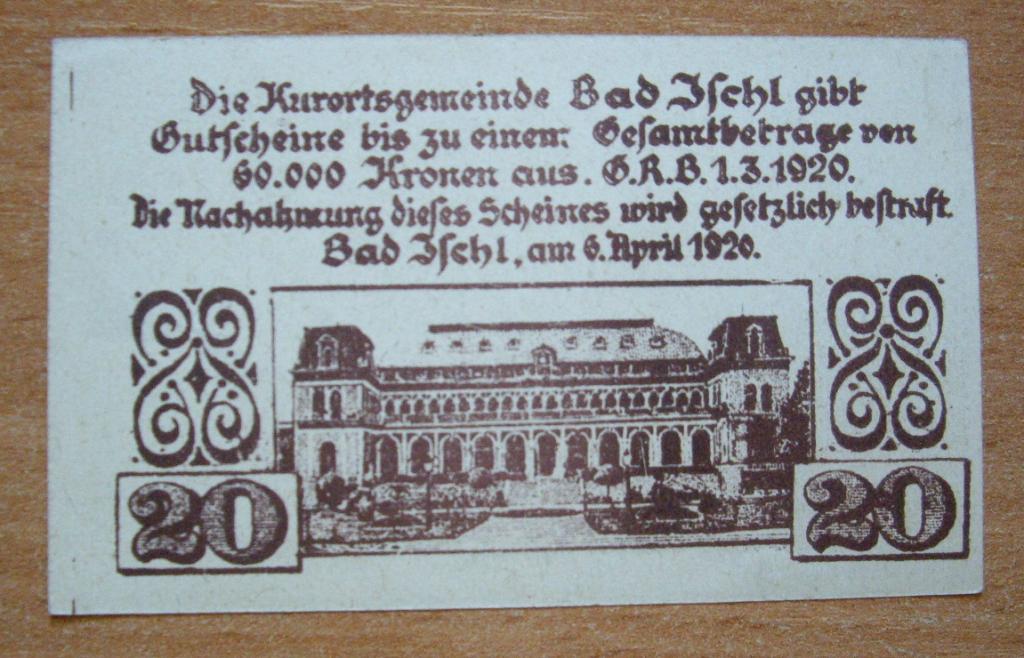 Die Kurortsgemeinde Bad Ischl gibt
Gutscheine bis zu einem Gesamtbetrage von
60.000 Kronen aus. G.R.B. 1.3.1920.
Die Nachahmung dieses Scheines wird gesetzlich bestraft.
Bad Ischl, am 6. April 1920.
20 20